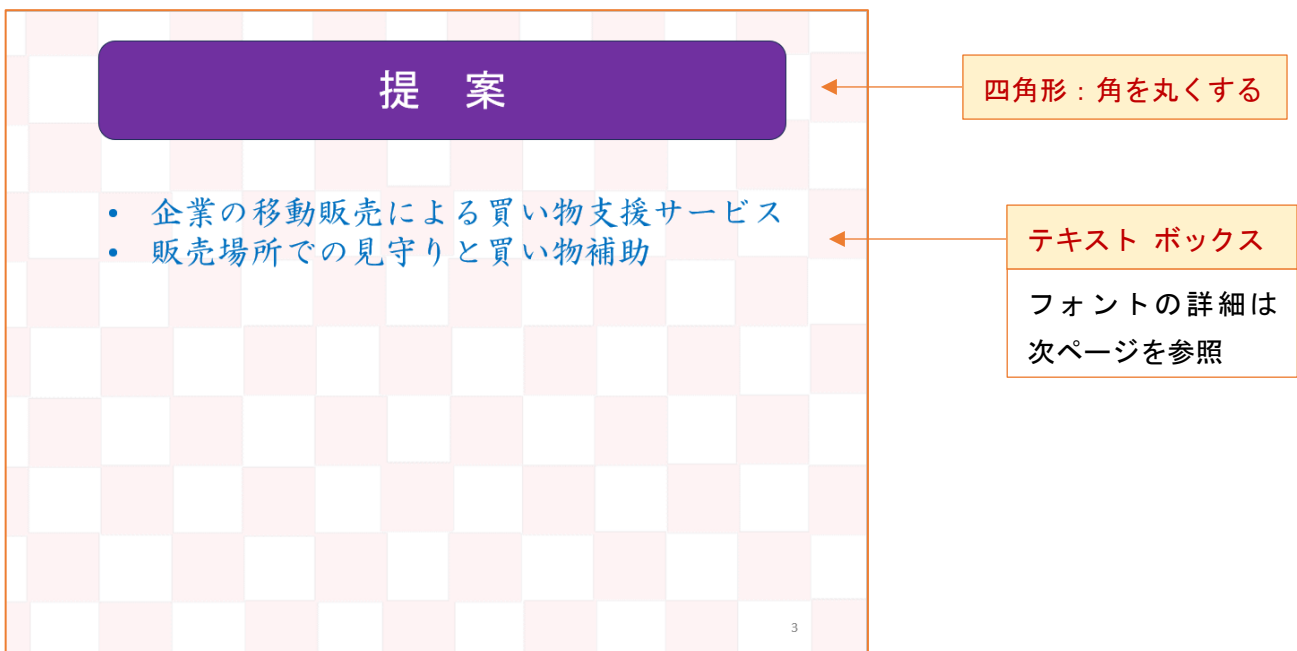 提　案
四角形：角を丸くする
• 企業の移動販売による買い物支援サービス
• 販売場所での見守りと買い物補助
テキスト ボックス
フォントの詳細は
次ページを参照
3